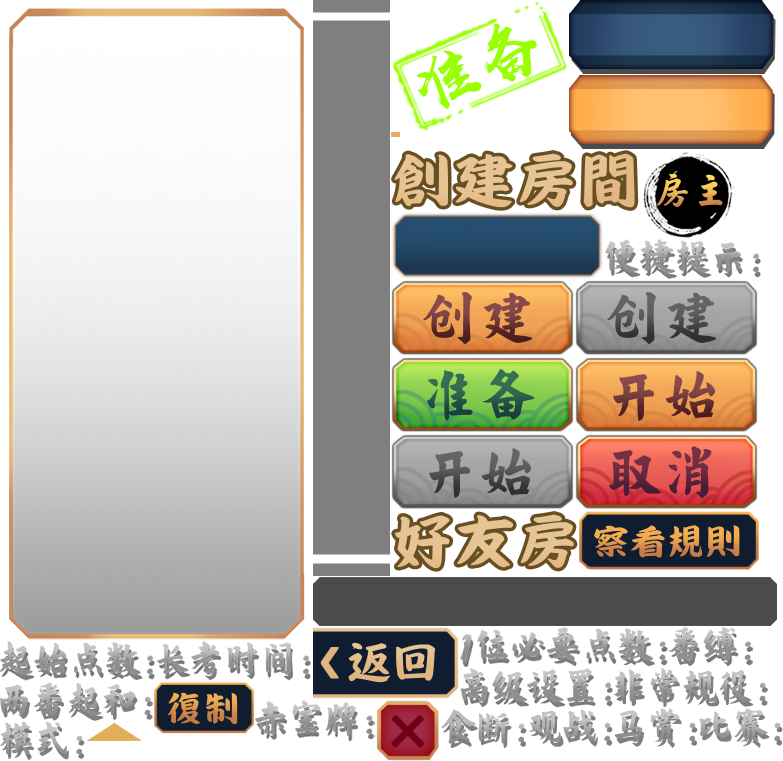 准备
創建房間
房主
便捷提示:
创建
创建
准备
开始
开始
取消
好友房
察看規則
起始点数:
长考时间:
返回
1位必要点数:
番缚:
两番起和:
復制
高级设置:
非常规役:
赤宝牌:
模式:
食断:
观战:
马赏:
比赛: